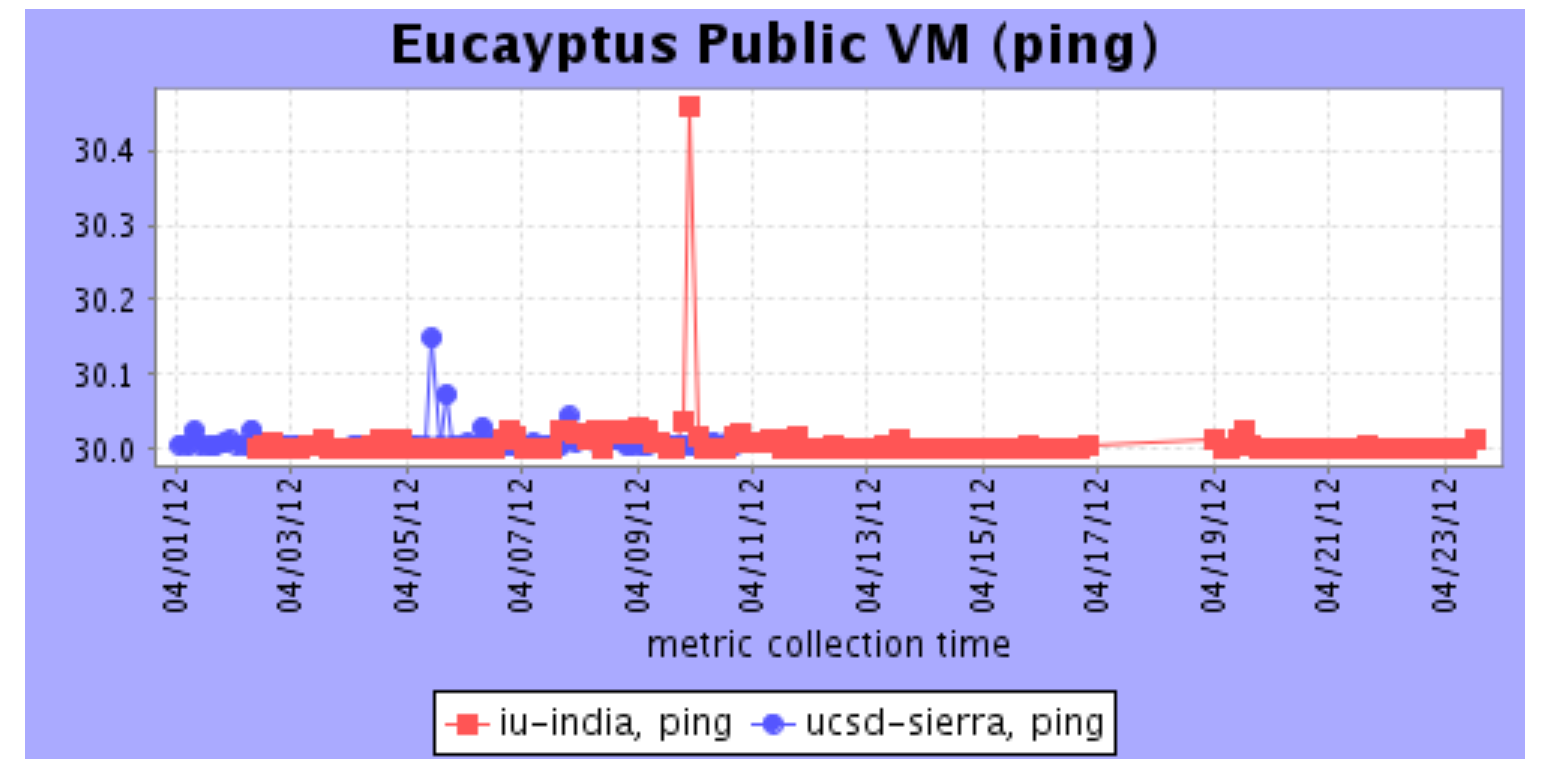 Eucayptus Public VM (ping)
30.4
30.3
30.2
30.1
30.0
04/01/12 04/03/12 04/05/12 04/07/12 04/09/12 04/11/12 04/13/12 04/15/12 04/17/12 04/19/12 04/21/12 04/23/12
metric collection time
iu-india, ping ucsd-sierra, ping